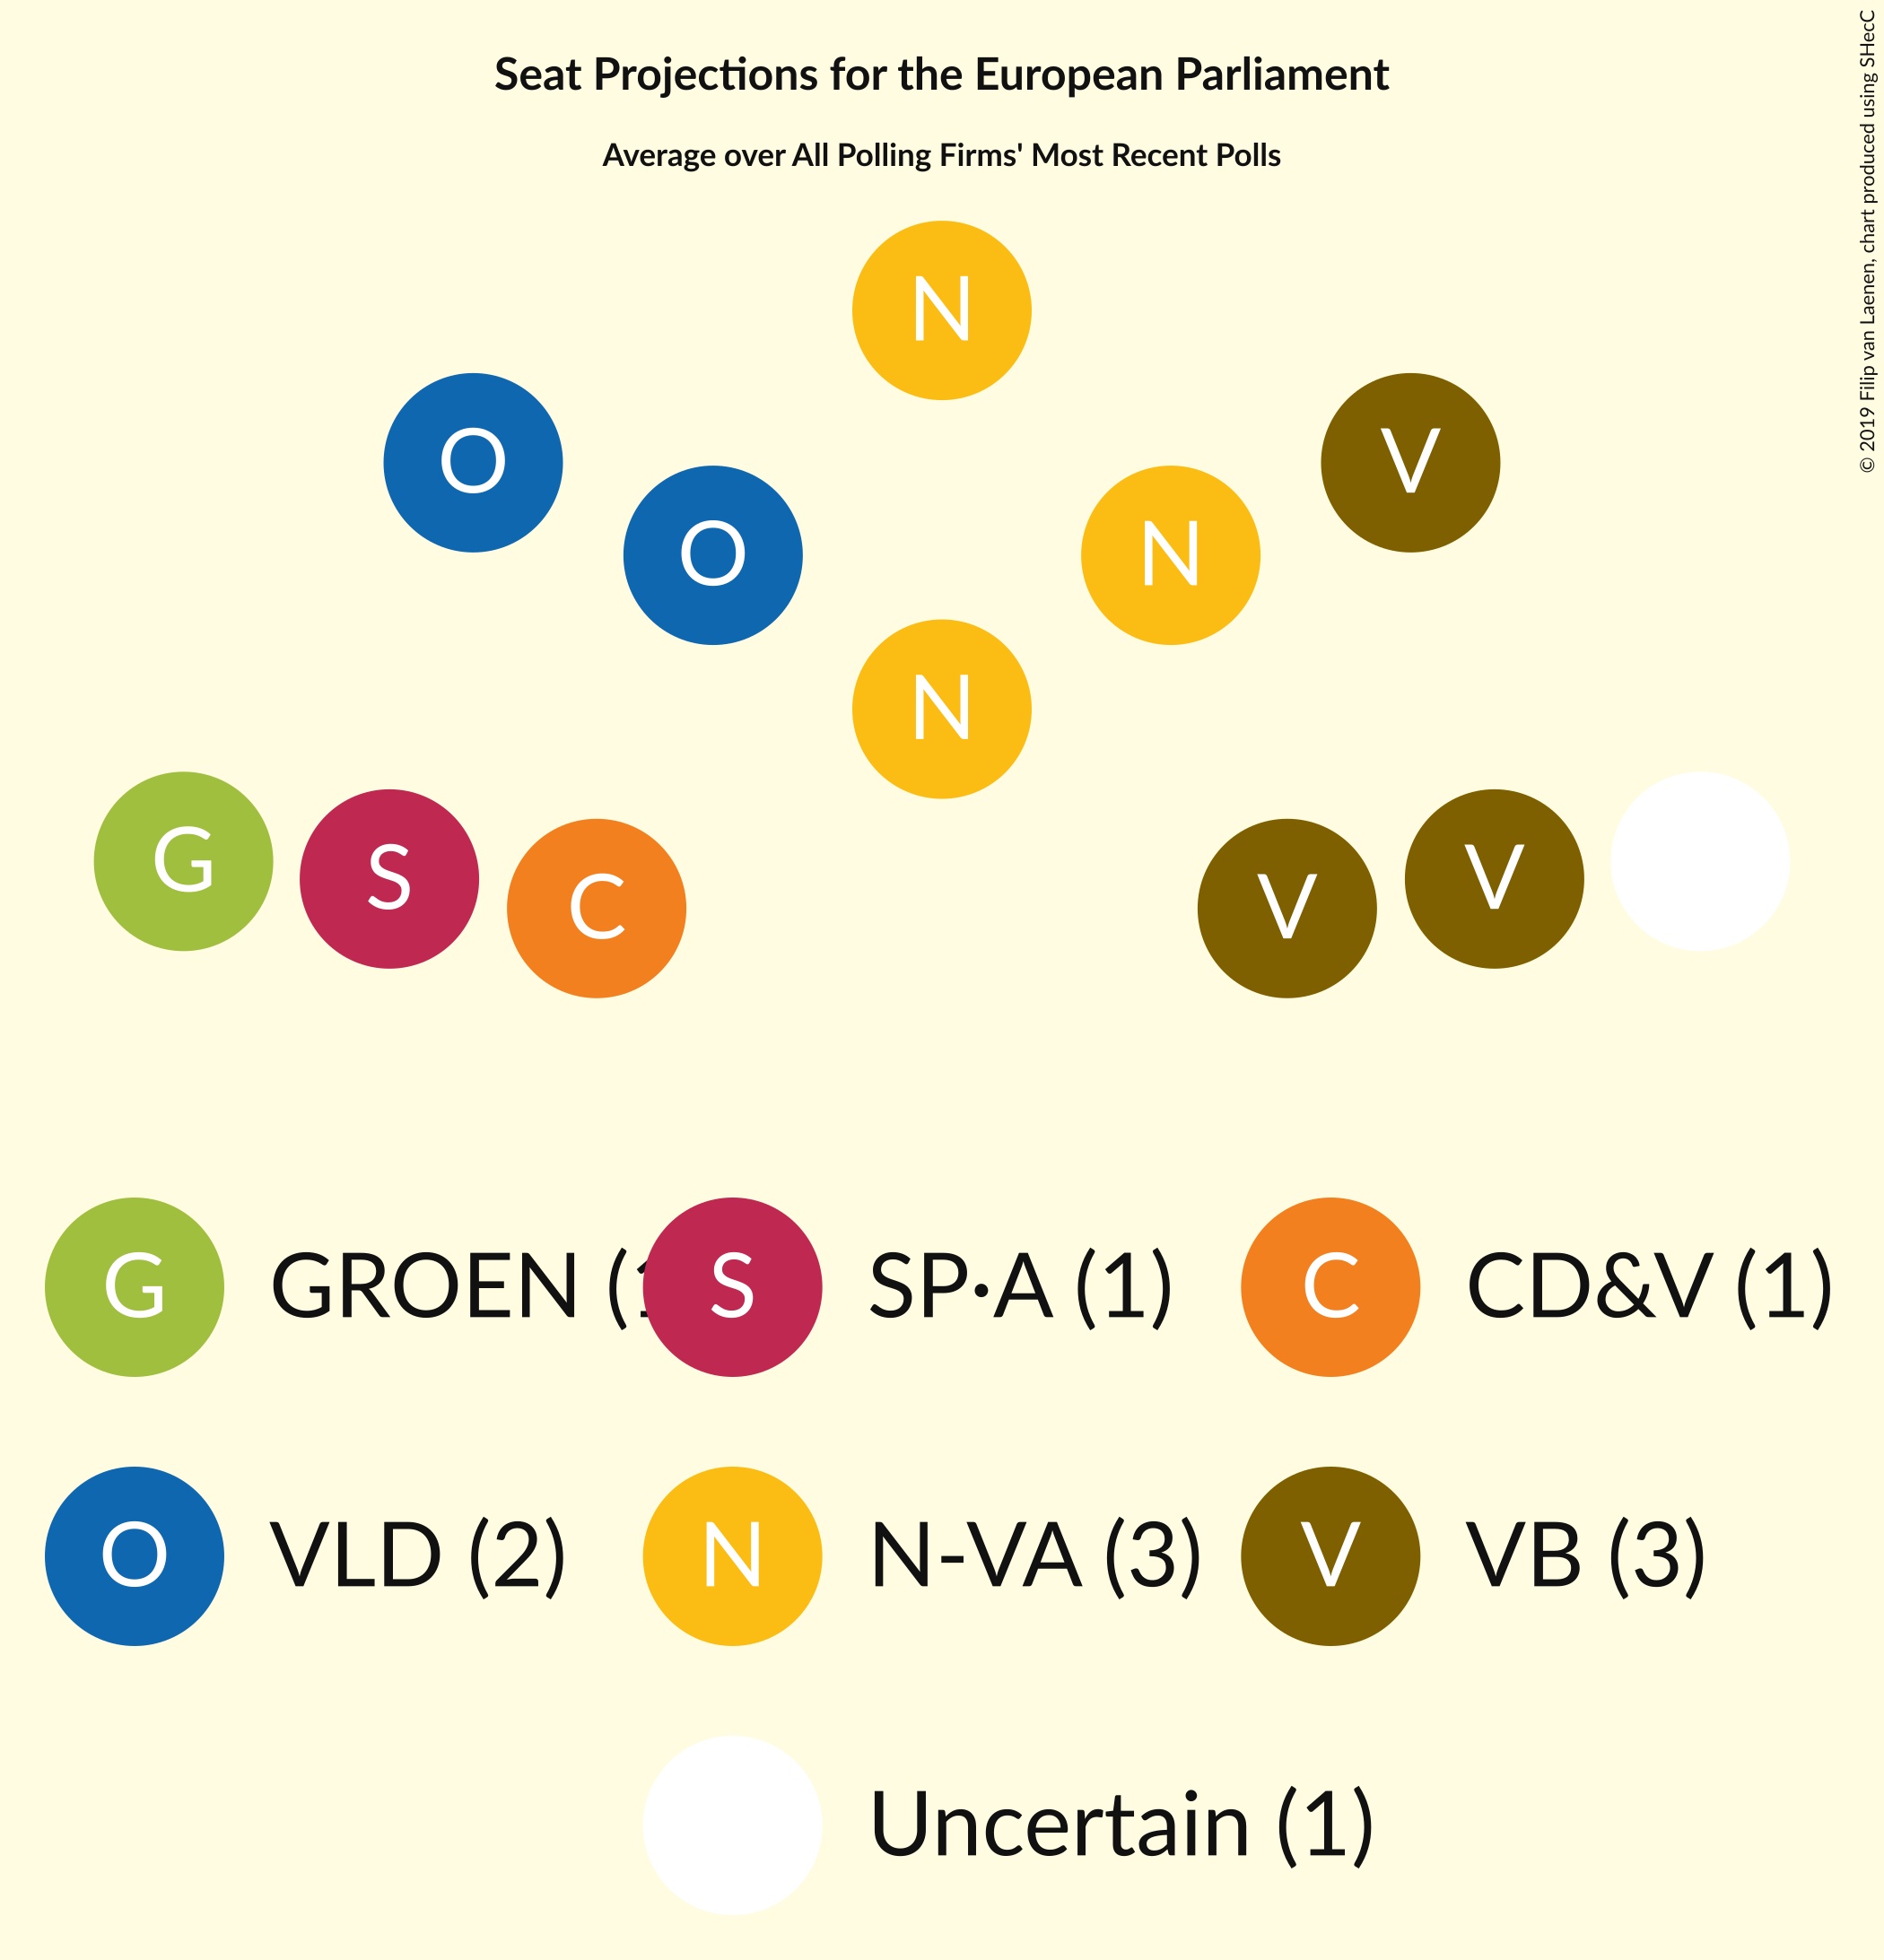 Seat Projections for the European Parliament
Average over All Polling Firms' Most Recent Polls
© 2019 Filip van Laenen, chart produced using SHecC
N
O V
O N
N
G V
S V
C V
G GROEN (1 S SP·A (1) C CD&V (1)
O VLD (2) N N-VA (3) V VB (3)
Uncertain (1)